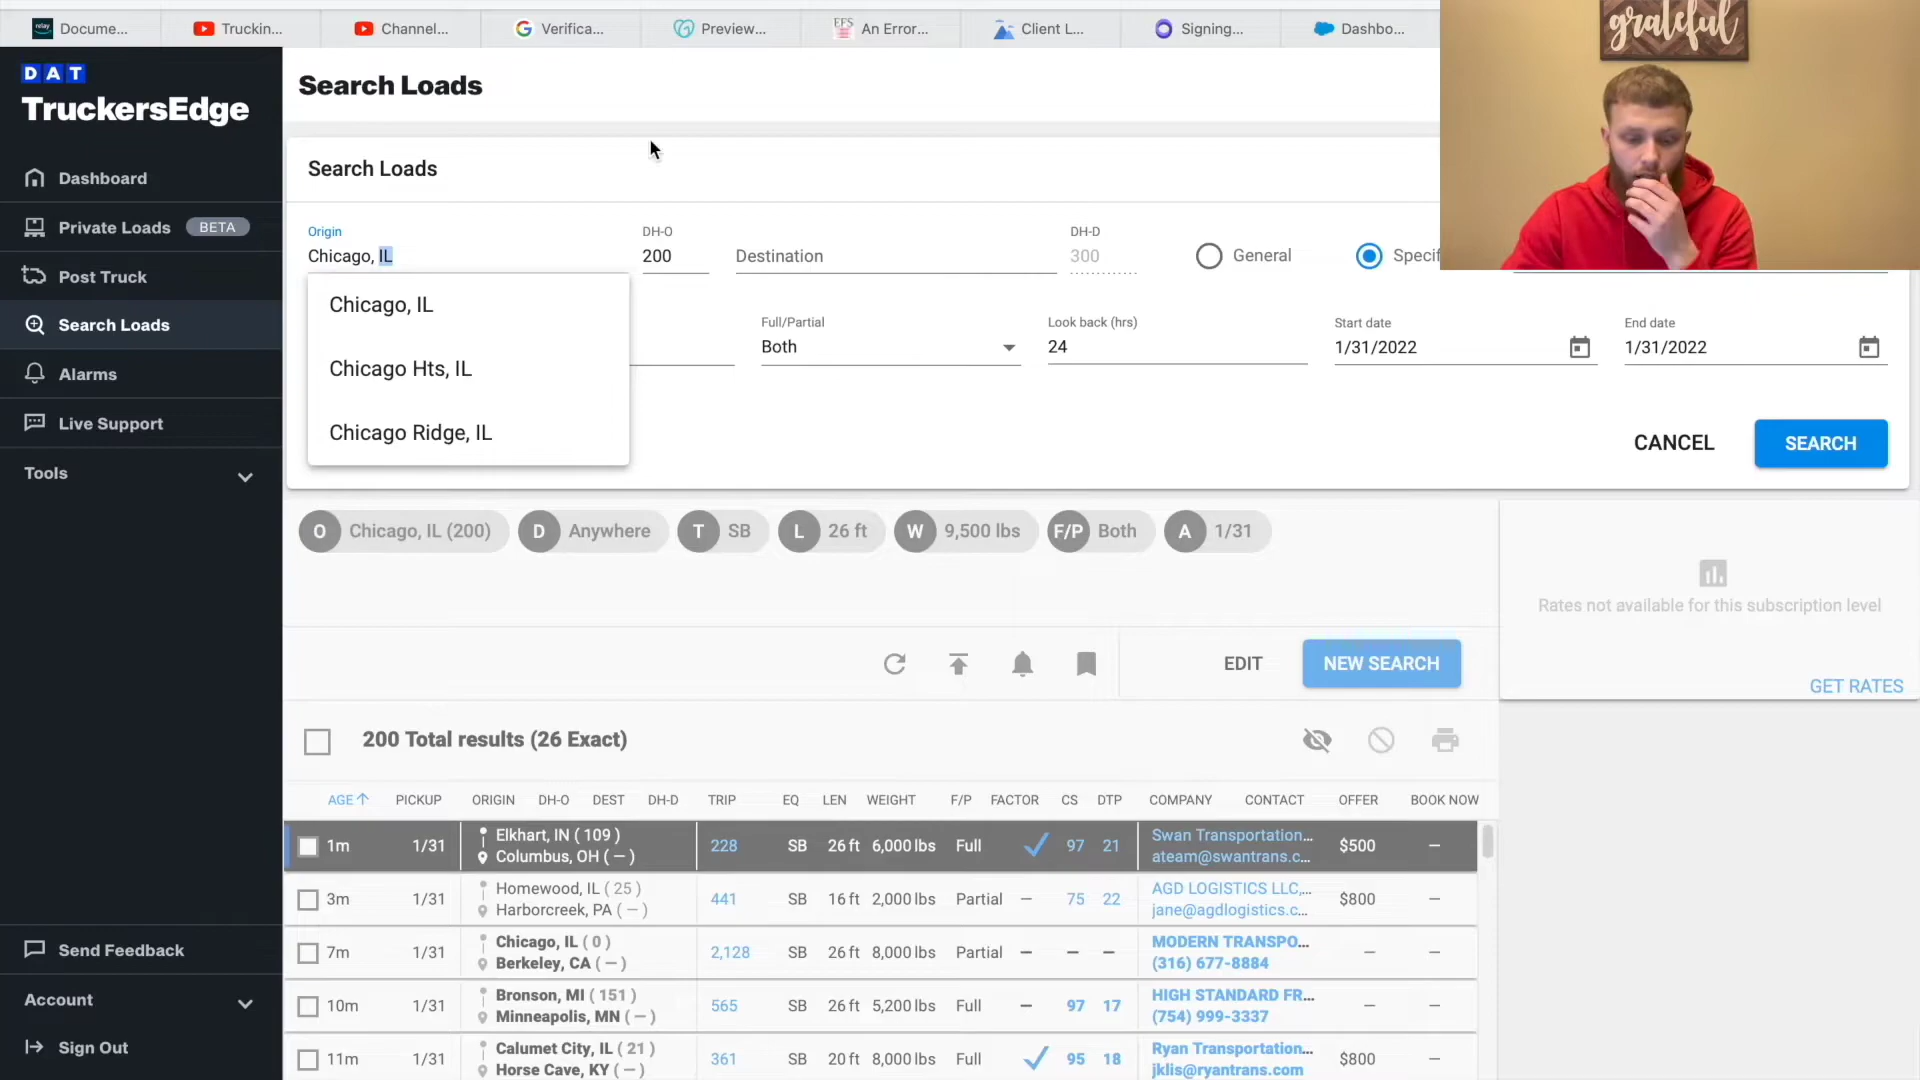 relay
Docume...
Truckin...
Channel...
Verifica...
Preview...
EFS
An Error...
Client L...
Signing...
Dashbo...
grateful
DAT
TruckersEdge
Dashboard
Private Loads BETA
Post Truck
Search Loads
Alarms
Live Support
Tools
Send Feedback
Account
Sign Out
Search Loads
Search Loads
Origin
Chicago, IL
DH-O
200
Destination
DH-D
300
General
Specif
Chicago, IL
Chicago Hts, IL
Chicago Ridge, IL
Full/Partial
Both
Look back (hrs)
24
Start date
1/31/2022
End date
1/31/2022
CANCEL
SEARCH
O Chicago, IL (200) D Anywhere T SB L 26 ft W 9,500 lbs F/P Both A 1/31
Rates not available for this subscription level
GET RATES
EDIT
NEW SEARCH
200 Total results (26 Exact)
AGE PICKUP ORIGIN DH-O DEST DH-D TRIP EQ LEN WEIGHT F/P FACTOR CS DTP COMPANY CONTACT OFFER BOOK NOW
Elkhart, IN ( 109 ) Swan Transportation...
1m 1/31 228 SB 26 ft 6,000 lbs Full 97 21 $500 —
Columbus, OH ( — ) ateam@swantrans.c...
Homewood, IL ( 25 ) AGD LOGISTICS LLC,...
3m 1/31 441 SB 16 ft 2,000 lbs Partial — 75 22 $800 —
Harborcreek, PA ( — ) jane@agdlogistics.c...
Chicago, IL ( 0 ) MODERN TRANSPO...
7m 1/31 2,128 SB 26 ft 8,000 lbs Partial — — — — —
Berkeley, CA ( — ) (316) 677-8884
Bronson, MI ( 151 ) HIGH STANDARD FR...
10m 1/31 565 SB 26 ft 5,200 lbs Full — 97 17 — —
Minneapolis, MN ( — ) (754) 999-3337
Calumet City, IL ( 21 ) Ryan Transportation...
11m 1/31 361 SB 20 ft 8,000 lbs Full 95 18 $800 —
Horse Cave, KY ( — ) jklis@ryantrans.com